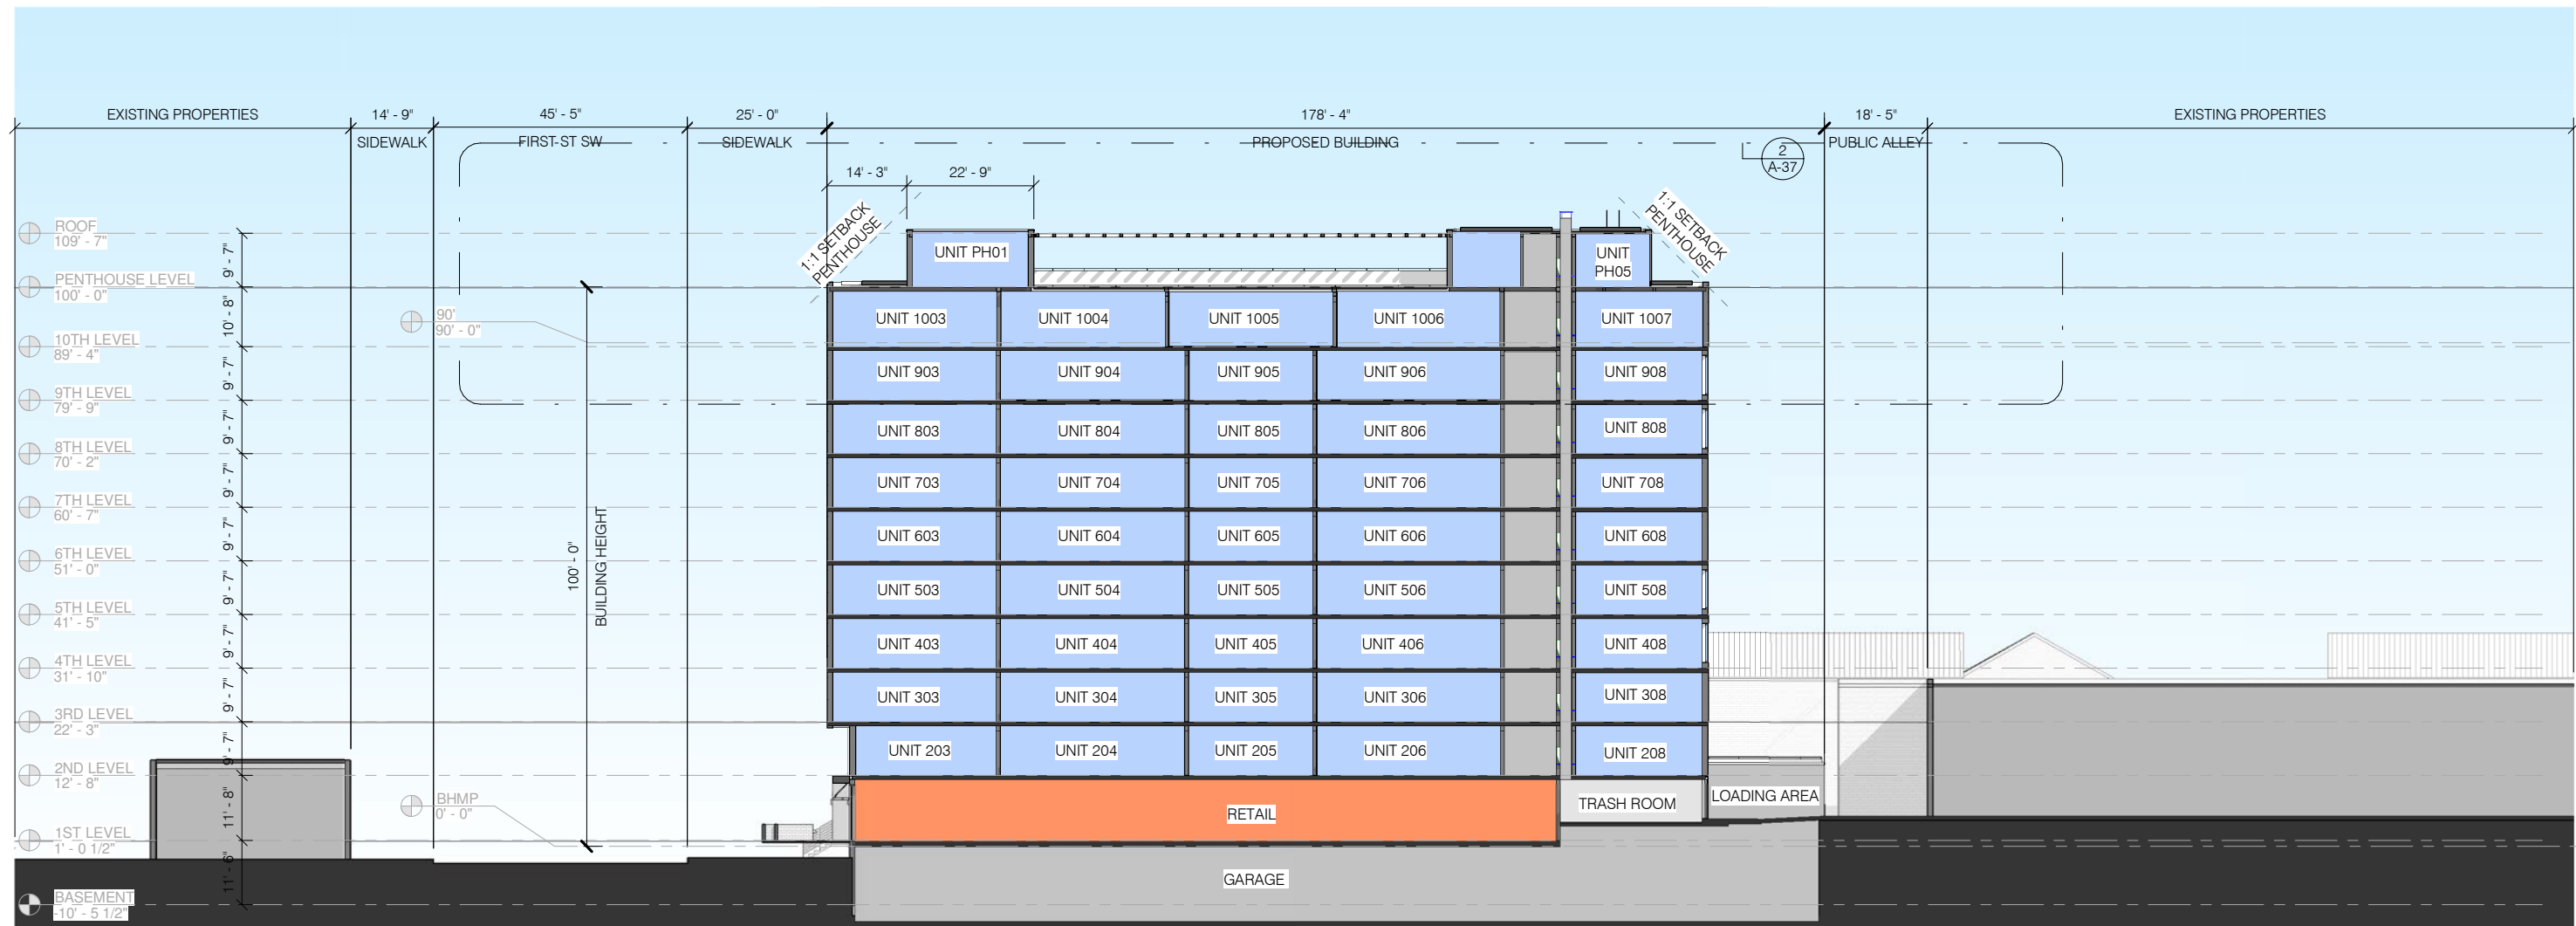 EXISTING PROPERTIES
14' - 9"
45' - 5"
25' - 0"
178' - 4"
18' - 5"
EXISTING PROPERTIES
SIDEWALK
FIRST ST SW
SIDEWALK
PROPOSED BUILDING
2
A-37
PUBLIC ALLEY
14' - 3"
22' - 9"
1:1 SETBACK
PENTHOUSE
1:1 SETBACK
PENTHOUSE
ROOF
109' - 7"
9' - 7"
UNIT PH01
UNIT
PH05
PENTHOUSE LEVEL
100' - 0"
10' - 8"
90'
90' - 0"
UNIT 1003
UNIT 1004
UNIT 1005
UNIT 1006
UNIT 1007
10TH LEVEL
89' - 4"
9' - 7"
UNIT 903
UNIT 904
UNIT 905
UNIT 906
UNIT 908
9TH LEVEL
79' - 9"
9' - 7"
UNIT 803
UNIT 804
UNIT 805
UNIT 806
UNIT 808
8TH LEVEL
70' - 2"
9' - 7"
UNIT 703
UNIT 704
UNIT 705
UNIT 706
UNIT 708
7TH LEVEL
60' - 7"
9' - 7"
UNIT 603
UNIT 604
UNIT 605
UNIT 606
UNIT 608
6TH LEVEL
51' - 0"
9' - 7"
100' - 0"
BUILDING HEIGHT
UNIT 503
UNIT 504
UNIT 505
UNIT 506
UNIT 508
5TH LEVEL
41' - 5"
9' - 7"
UNIT 403
UNIT 404
UNIT 405
UNIT 406
UNIT 408
4TH LEVEL
31' - 10"
9' - 7"
UNIT 303
UNIT 304
UNIT 305
UNIT 306
UNIT 308
3RD LEVEL
22' - 3"
9' - 7"
UNIT 203
UNIT 204
UNIT 205
UNIT 206
UNIT 208
2ND LEVEL
12' - 8"
11' - 8"
BHMP
0' - 0"
RETAIL
TRASH ROOM
LOADING AREA
1ST LEVEL
1' - 0 1/2"
11' - 6"
GARAGE
BASEMENT
-10' - 5 1/2"